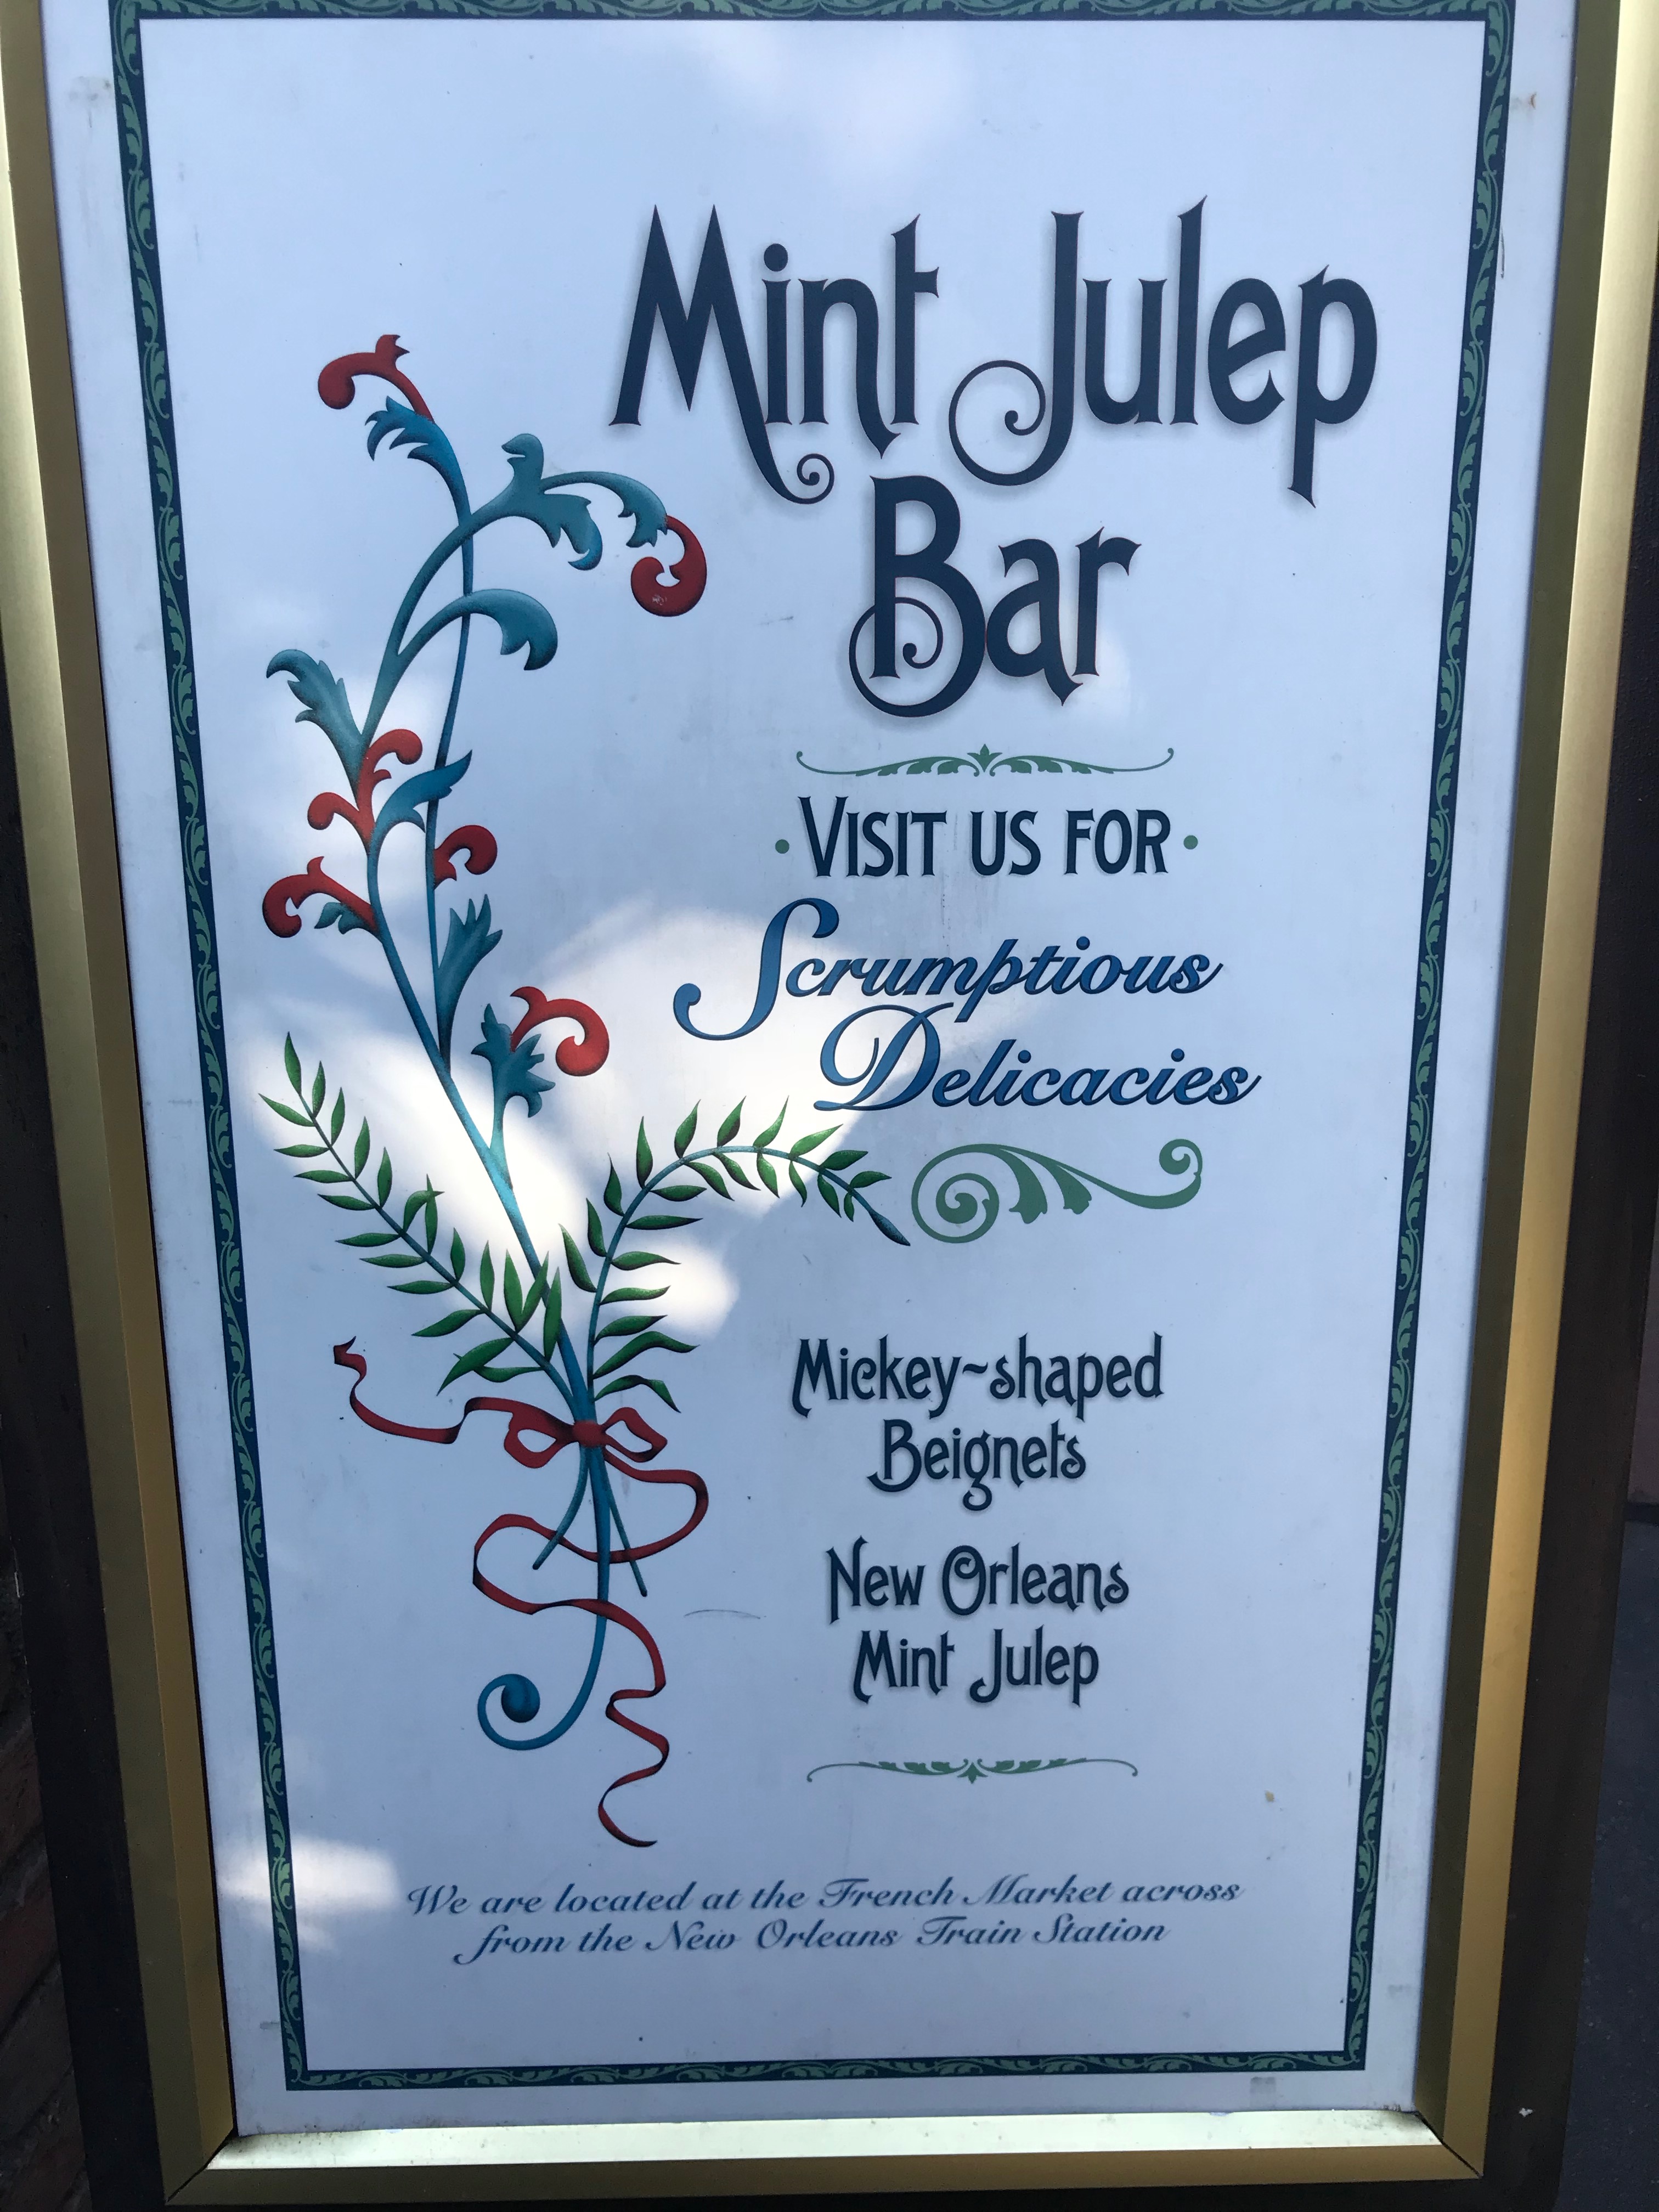 Mint Julep
Bar
• VISIT US FOR •
Scrumptious
Delicacies
Mickey~shaped
Beignets
New Orleans
Mint Julep
We are located at the French Market across
from the New Orleans Train Station